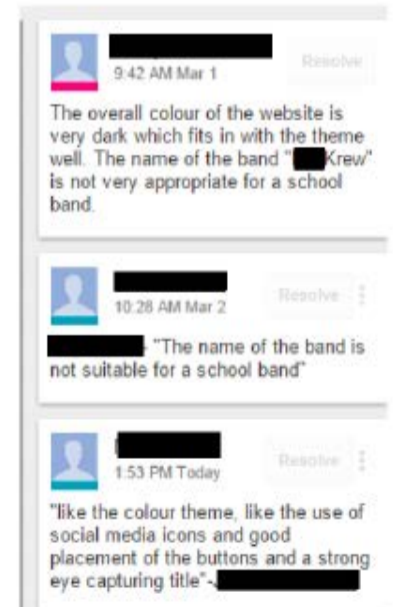 Resolve
9:42 AM Mar 1
The overall colour of the website is
very dark which fits in with the theme
well. The name of the band "Krew"
is not very appropriate for a school
band.
Resolve
10:28 AM Mar 2
- "The name of the band is
not suitable for a school band"
Resolve
1:53 PM Today
"like the colour theme, like the use of
social media icons and good
placement of the buttons and a strong
eye capturing title"-